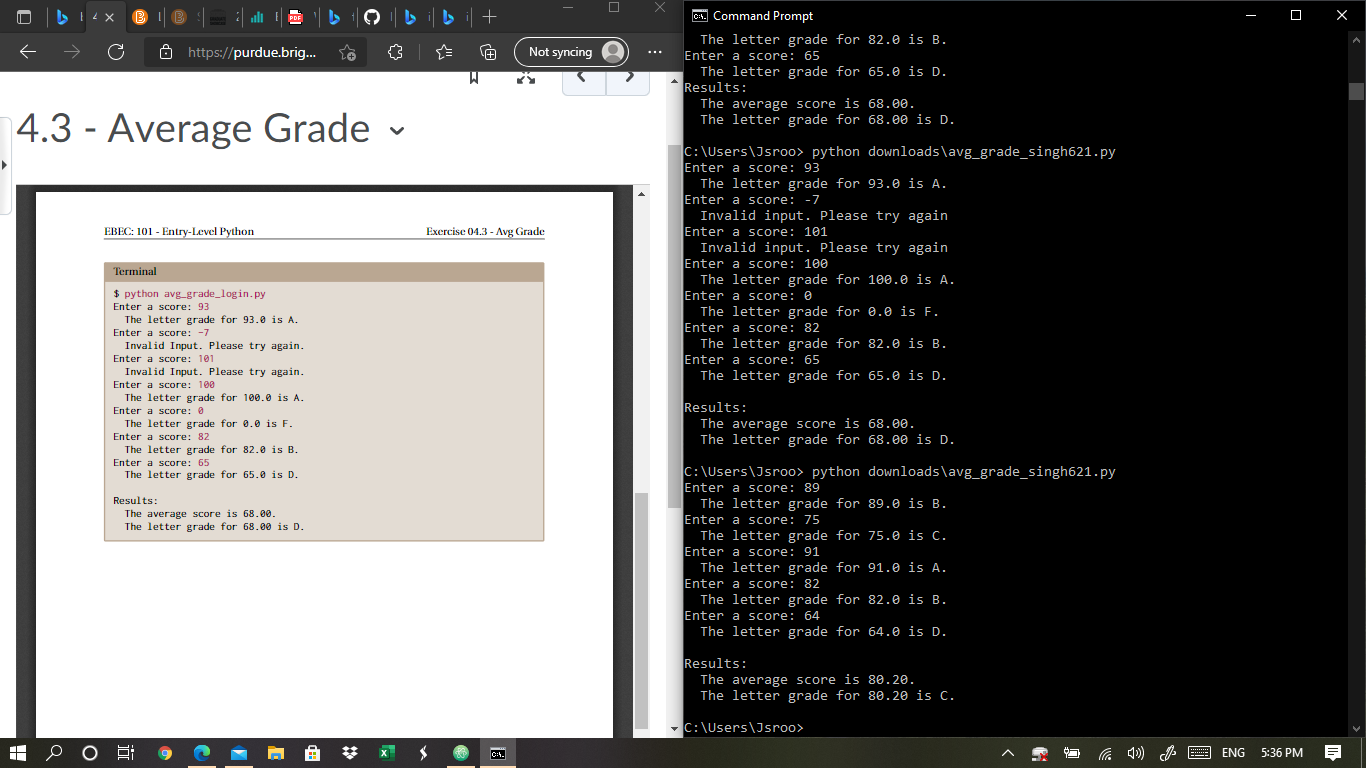 Command Prompt
https://purdue.brig...
Not syncing
4.3 - Average Grade
EBEC: 101 - Entry-Level Python Exercise 04.3 - Avg Grade
Terminal
$ python avg_grade_login.py
Enter a score: 93
The letter grade for 93.0 is A.
Enter a score: -7
Invalid Input. Please try again.
Enter a score: 101
Invalid Input. Please try again.
Enter a score: 100
The letter grade for 100.0 is A.
Enter a score: 0
The letter grade for 0.0 is F.
Enter a score: 82
The letter grade for 82.0 is B.
Enter a score: 65
The letter grade for 65.0 is D.
Results:
The average score is 68.00.
The letter grade for 68.00 is D.
The letter grade for 82.0 is B.
Enter a score: 65
The letter grade for 65.0 is D.
Results:
The average score is 68.00.
The letter grade for 68.00 is D.
C:\Users\Jsroo> python downloads\avg_grade_singh621.py
Enter a score: 93
The letter grade for 93.0 is A.
Enter a score: -7
Invalid input. Please try again
Enter a score: 101
Invalid input. Please try again
Enter a score: 100
The letter grade for 100.0 is A.
Enter a score: 0
The letter grade for 0.0 is F.
Enter a score: 82
The letter grade for 82.0 is B.
Enter a score: 65
The letter grade for 65.0 is D.
Results:
The average score is 68.00.
The letter grade for 68.00 is D.
C:\Users\Jsroo> python downloads\avg_grade_singh621.py
Enter a score: 89
The letter grade for 89.0 is B.
Enter a score: 75
The letter grade for 75.0 is C.
Enter a score: 91
The letter grade for 91.0 is A.
Enter a score: 82
The letter grade for 82.0 is B.
Enter a score: 64
The letter grade for 64.0 is D.
Results:
The average score is 80.20.
The letter grade for 80.20 is C.
C:\Users\Jsroo>
ENG 5:36 PM